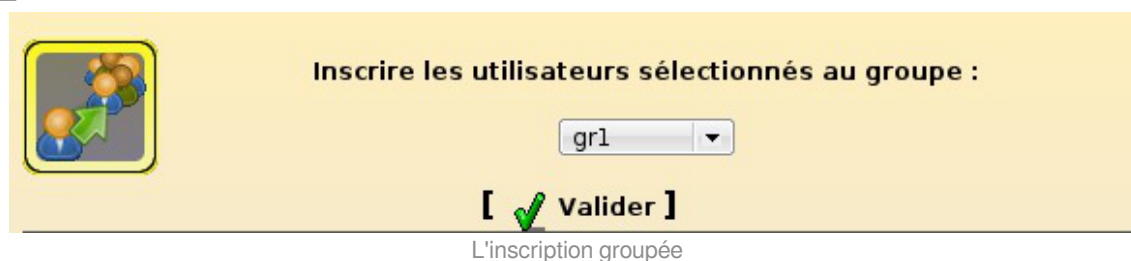 Inscrire les utilisateurs sélectionnés au groupe :
gr1
[ Valider ]
L'inscription groupée